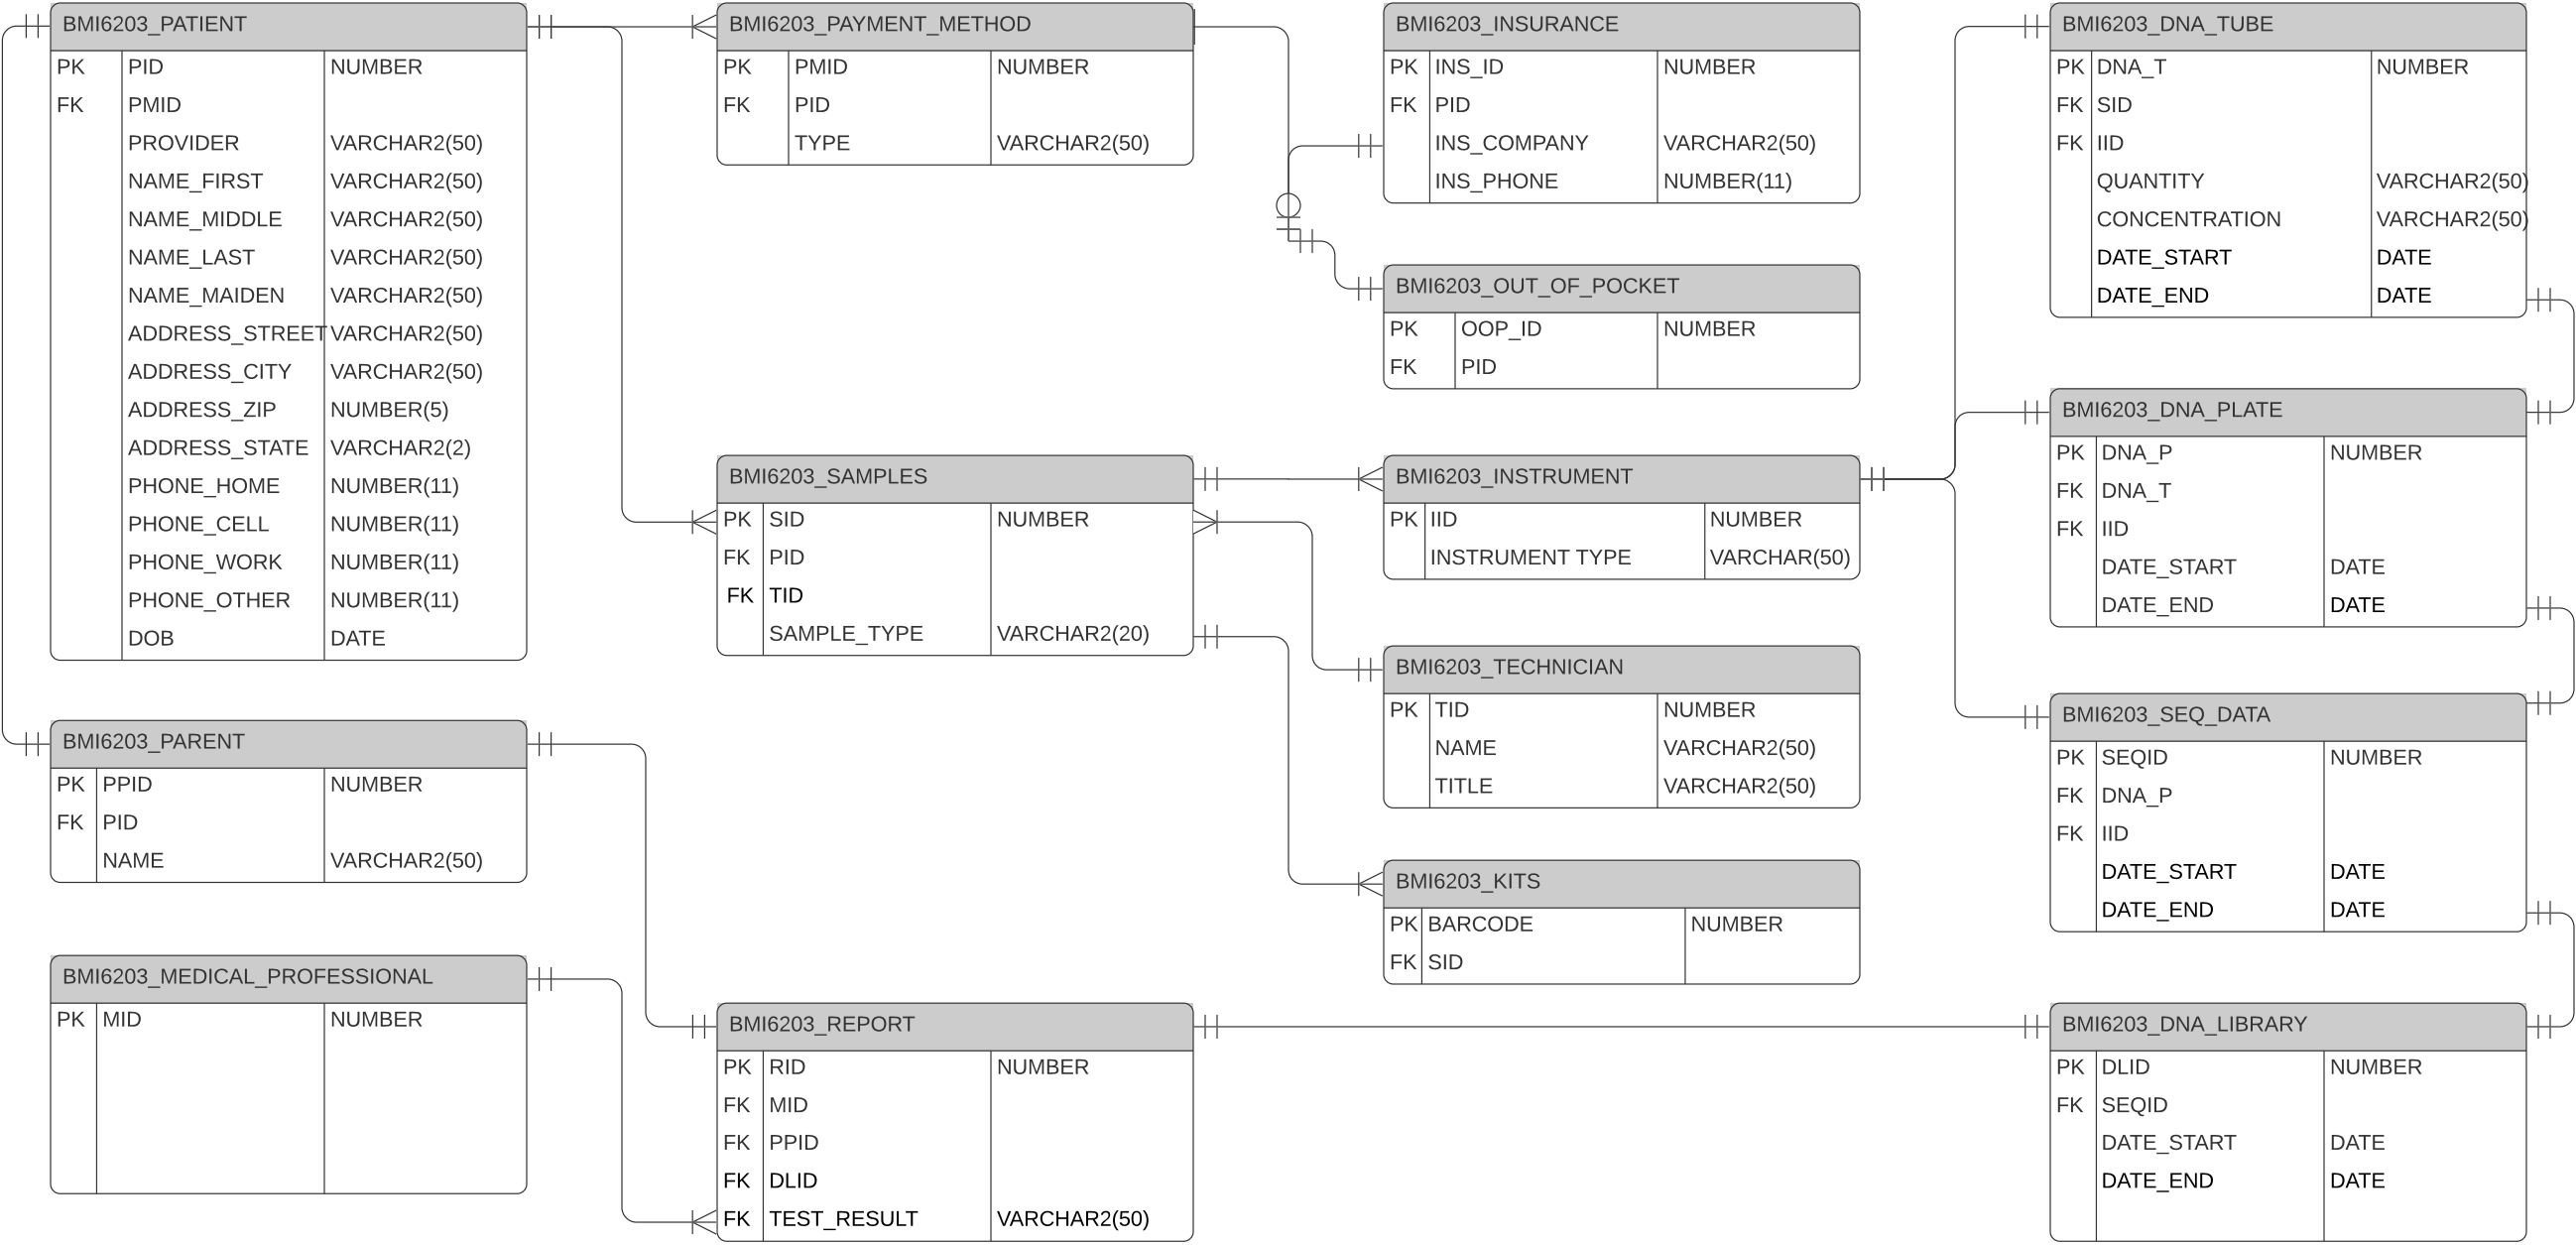 BMI6203_PATIENT
PK PID NUMBER
FK PMID
PROVIDER VARCHAR2(50)
NAME_FIRST VARCHAR2(50)
NAME_MIDDLE VARCHAR2(50)
NAME_LAST VARCHAR2(50)
NAME_MAIDEN VARCHAR2(50)
ADDRESS_STREET VARCHAR2(50)
ADDRESS_CITY VARCHAR2(50)
ADDRESS_ZIP NUMBER(5)
ADDRESS_STATE VARCHAR2(2)
PHONE_HOME NUMBER(11)
PHONE_CELL NUMBER(11)
PHONE_WORK NUMBER(11)
PHONE_OTHER NUMBER(11)
DOB DATE
BMI6203_PARENT
PK PPID NUMBER
FK PID
NAME VARCHAR2(50)
BMI6203_MEDICAL_PROFESSIONAL
PK MID NUMBER
BMI6203_PAYMENT_METHOD
PK PMID NUMBER
FK PID
TYPE VARCHAR2(50)
BMI6203_SAMPLES
PK SID NUMBER
FK PID
FK TID
SAMPLE_TYPE VARCHAR2(20)
BMI6203_REPORT
PK RID NUMBER
FK MID
FK PPID
FK DLID
FK TEST_RESULT VARCHAR2(50)
BMI6203_INSURANCE
PK INS_ID NUMBER
FK PID
INS_COMPANY VARCHAR2(50)
INS_PHONE NUMBER(11)
BMI6203_OUT_OF_POCKET
PK OOP_ID NUMBER
FK PID
BMI6203_INSTRUMENT
PK IID NUMBER
INSTRUMENT TYPE VARCHAR(50)
BMI6203_TECHNICIAN
PK TID NUMBER
NAME VARCHAR2(50)
TITLE VARCHAR2(50)
BMI6203_KITS
PK BARCODE NUMBER
FK SID
BMI6203_DNA_TUBE
PK DNA_T NUMBER
FK SID
FK IID
QUANTITY VARCHAR2(50)
CONCENTRATION VARCHAR2(50)
DATE_START DATE
DATE_END DATE
BMI6203_DNA_PLATE
PK DNA_P NUMBER
FK DNA_T
FK IID
DATE_START DATE
DATE_END DATE
BMI6203_SEQ_DATA
PK SEQID NUMBER
FK DNA_P
FK IID
DATE_START DATE
DATE_END DATE
BMI6203_DNA_LIBRARY
PK DLID NUMBER
FK SEQID
DATE_START DATE
DATE_END DATE